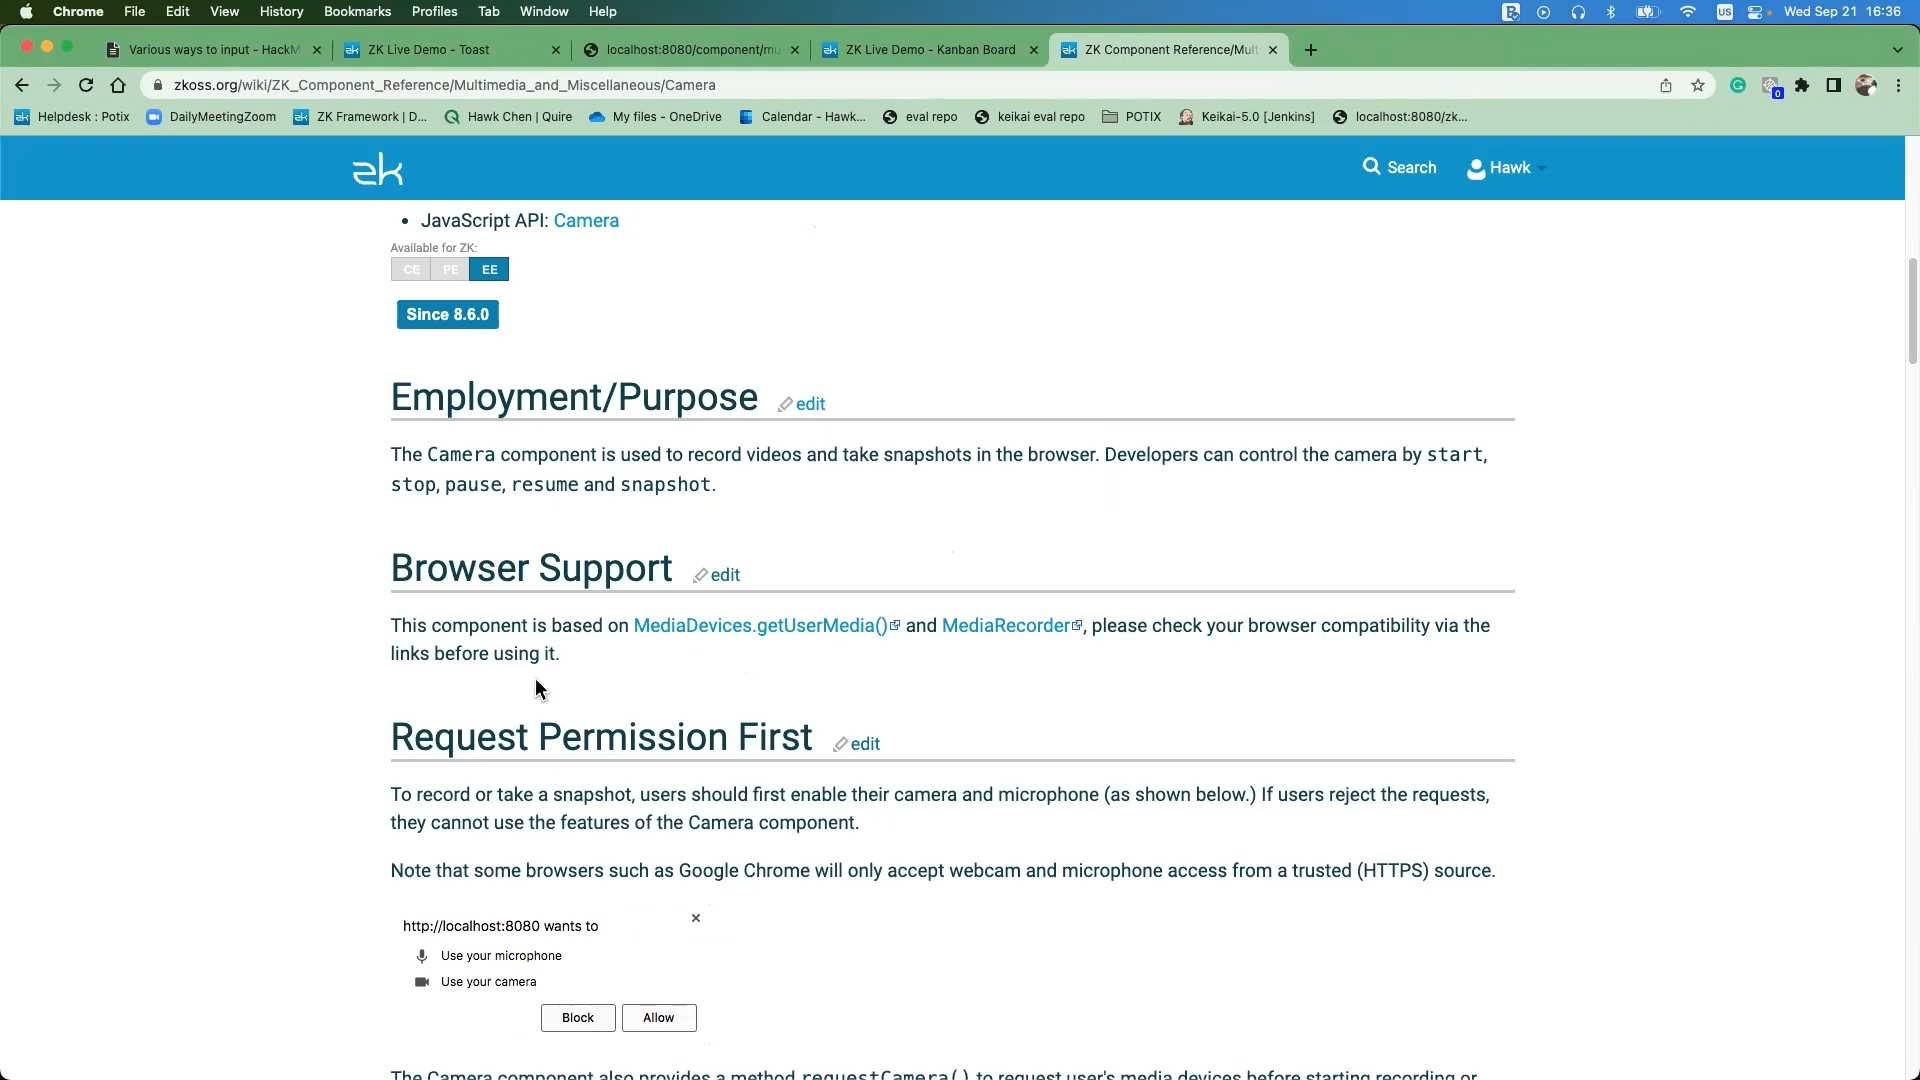 Chrome File Edit View History Bookmarks Profiles Tab Window Help US Wed Sep 21 16:36
Various ways to input - HackM ZK Live Demo - Toast localhost:8080/component/mu ZK Live Demo - Kanban Board ZK Component Reference/Mult
zkoss.org/wiki/ZK_Component_Reference/Multimedia_and_Miscellaneous/Camera 0
Helpdesk : Potix DailyMeetingZoom ZK Framework | D... Hawk Chen | Quire My files - OneDrive Calendar - Hawk... eval repo keikai eval repo POTIX Keikai-5.0 [Jenkins] localhost:8080/zk...
zk Search Hawk
• JavaScript API: Camera
Available for ZK:
CE PE EE
Since 8.6.0
Employment/Purpose edit
The Camera component is used to record videos and take snapshots in the browser. Developers can control the camera by start,
stop, pause, resume and snapshot.
Browser Support edit
This component is based on MediaDevices.getUserMedia() and MediaRecorder, please check your browser compatibility via the
links before using it.
Request Permission First edit
To record or take a snapshot, users should first enable their camera and microphone (as shown below.) If users reject the requests,
they cannot use the features of the Camera component.
Note that some browsers such as Google Chrome will only accept webcam and microphone access from a trusted (HTTPS) source.
http://localhost:8080 wants to
Use your microphone
Use your camera
Block Allow
The Camera component also provides a method requestCamera() to request user's media devices before starting recording or